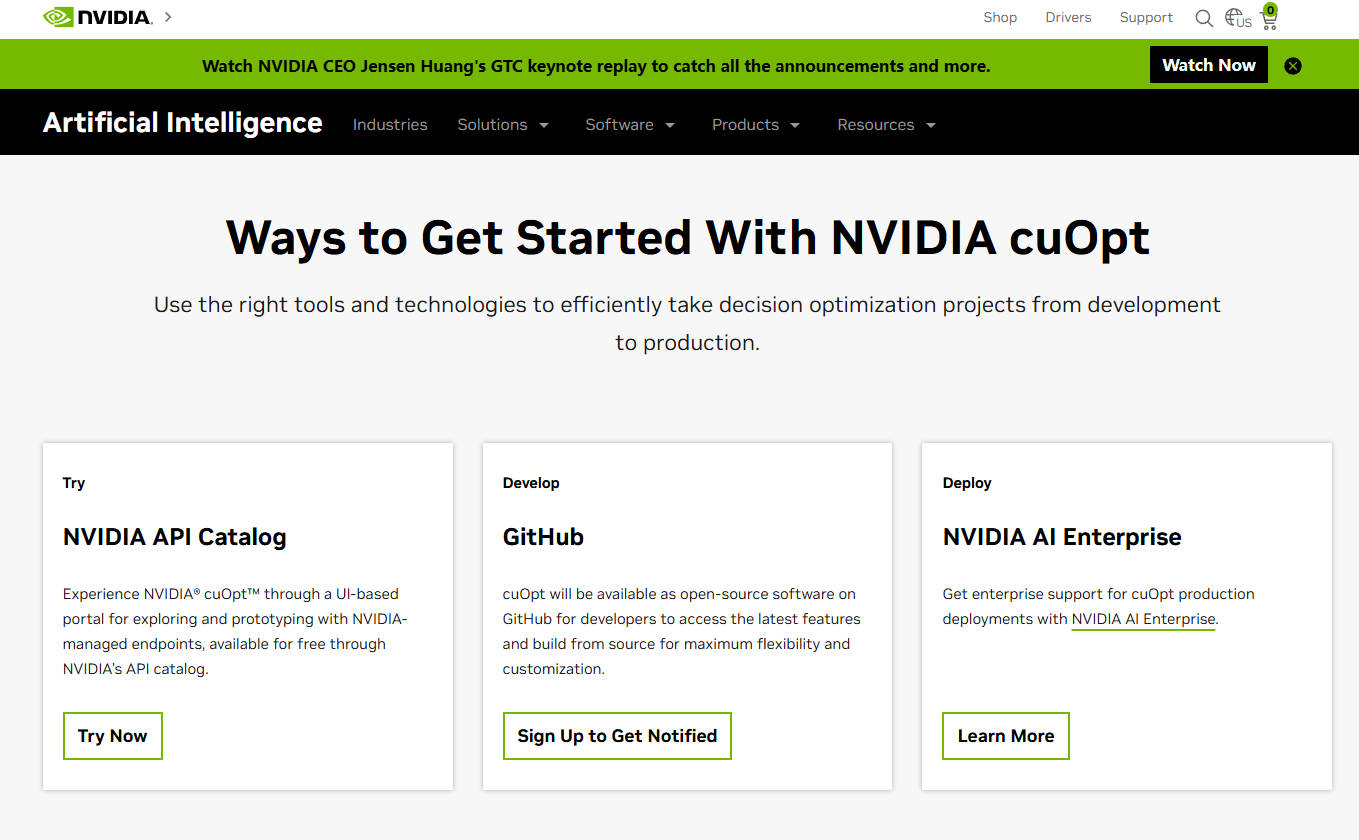 NVIDIA.
Shop Drivers Support US 0
Watch NVIDIA CEO Jensen Huang's GTC keynote replay to catch all the announcements and more. Watch Now
Artificial Intelligence Industries Solutions Software Products Resources
Ways to Get Started With NVIDIA cuOpt
Use the right tools and technologies to efficiently take decision optimization projects from development
to production.
Try
NVIDIA API Catalog
Experience NVIDIA® cuOpt™ through a UI-based
portal for exploring and prototyping with NVIDIA-
managed endpoints, available for free through
NVIDIA's API catalog.
Try Now
Develop
GitHub
cuOpt will be available as open-source software on
GitHub for developers to access the latest features
and build from source for maximum flexibility and
customization.
Sign Up to Get Notified
Deploy
NVIDIA AI Enterprise
Get enterprise support for cuOpt production
deployments with NVIDIA AI Enterprise.
Learn More